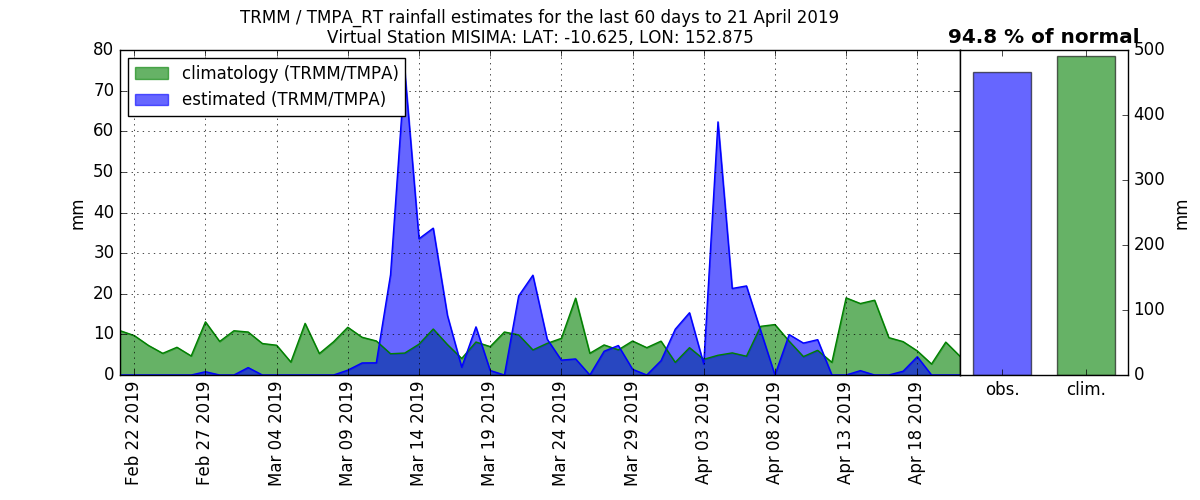 TRMM / TMPA_RT rainfall estimates for the last 60 days to 21 April 2019
Virtual Station MISIMA: LAT: -10.625, LON: 152.875
94.8 % of normal
climatology (TRMM/TMPA)
estimated (TRMM/TMPA)
80
70
60
50
40
30
20
10
0
mm
Feb 22 2019
Feb 27 2019
Mar 04 2019
Mar 09 2019
Mar 14 2019
Mar 19 2019
Mar 24 2019
Mar 29 2019
Apr 03 2019
Apr 08 2019
Apr 13 2019
Apr 18 2019
500
400
300
200
100
0
mm
obs.
clim.